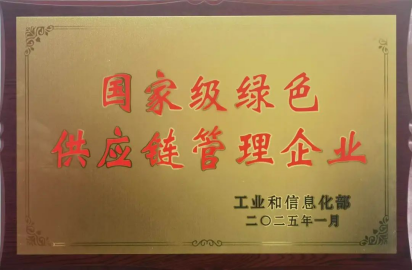 国家级绿色
供应链管理企业
工业和信息化部
二〇二五年一月